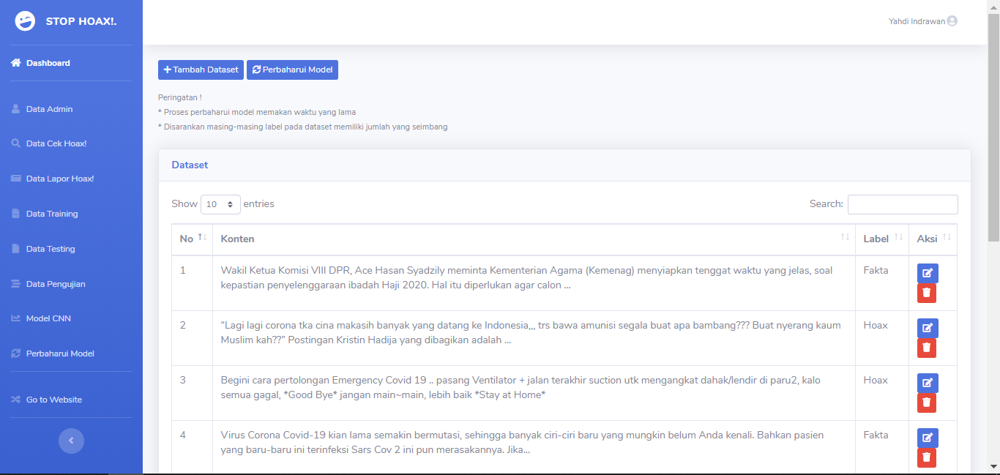 STOP HOAX!.
Yahdi Indrawan
Dashboard
Data Admin
Data Cek Hoax!
Data Lapor Hoax!
Data Training
Data Testing
Data Pengujian
Model CNN
Perbaharui Model
Go to Website
Tambah Dataset
Perbaharui Model
Peringatan !
* Proses perbaharui model memakan waktu yang lama
* Disarankan masing-masing label pada dataset memiliki jumlah yang seimbang
Dataset
Show 10 entries
Search:
No Konten Label Aksi
1 Wakil Ketua Komisi VIII DPR, Ace Hasan Syadzily meminta Kementerian Agama (Kemenag) menyiapkan tenggat waktu yang jelas, soal Fakta
kepastian penyelenggaraan ibadah Haji 2020. Hal itu diperlukan agar calon ...
2 “Lagi lagi corona tka cina makasih banyak yang datang ke Indonesia,,, trs bawa amunisi segala buat apa bambang??? Buat nyerang kaum Hoax
Muslim kah??” Postingan Kristin Hadija yang dibagikan adalah ...
3 Begini cara pertolongan Emergency Covid 19 .. pasang Ventilator + jalan terakhir suction utk mengangkat dahak/lendir di paru2, kalo Hoax
semua gagal, *Good Bye* jangan main~main, lebih baik *Stay at Home*
4 Virus Corona Covid-19 kian lama semakin bermutasi, sehingga banyak ciri-ciri baru yang mungkin belum Anda kenali. Bahkan pasien Fakta
yang baru-baru ini terinfeksi Sars Cov 2 ini pun merasakannya. Jika...